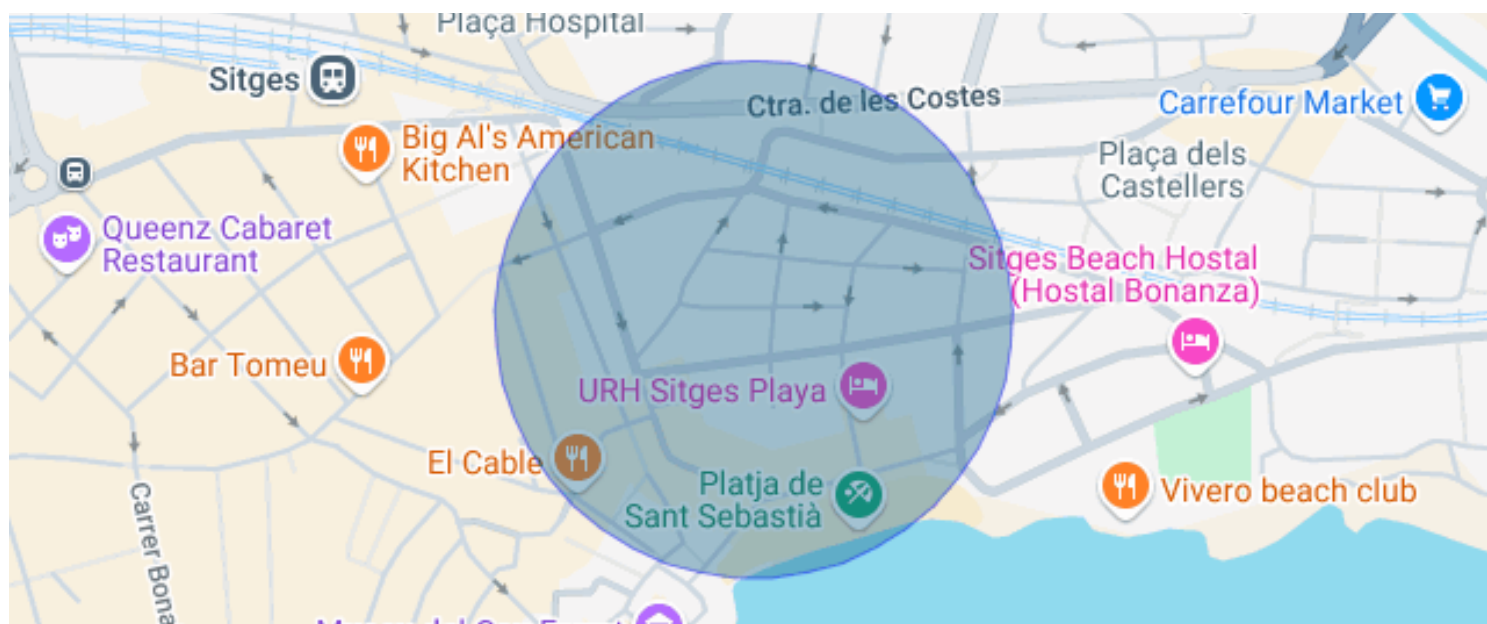 Plaça Hospital
Sitges
Ctra. de les Costes
Carrefour Market
Big Al's American
Kitchen
Plaça dels
Castellers
Queenz Cabaret
Restaurant
Sitges Beach Hostal
(Hostal Bonanza)
Bar Tomeu
URH Sitges Playa
El Cable
Platja de
Sant Sebastià
Vivero beach club
Carrer Bona